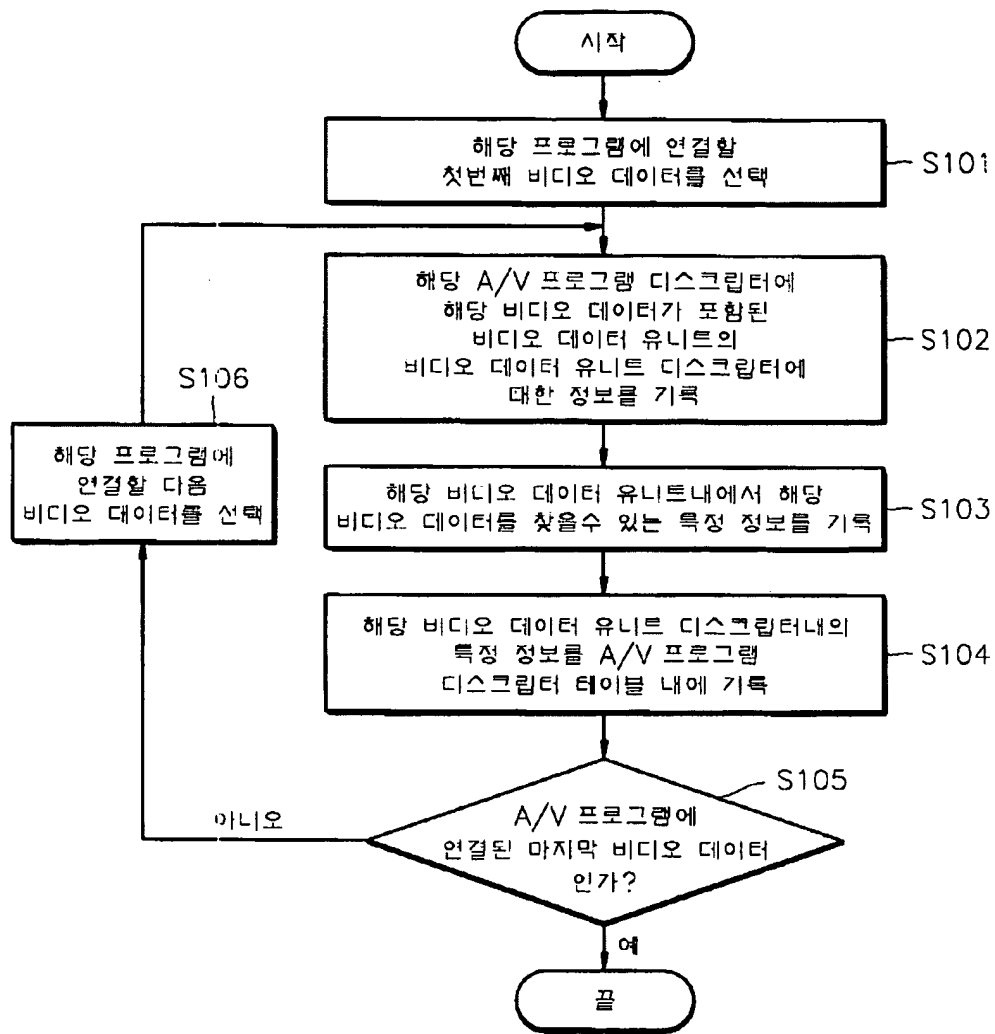 시작
해당 프로그램에 연결할
첫번째 비디오 데이터를 선택
S101
해당 A/V 프로그램 디스크립터에
해당 비디오 데이터가 포함된
비디오 데이터 유니트의
비디오 데이터 유니트 디스크립터에
대한 정보를 기록
S102
S106
해당 프로그램에
연결할 다음
비디오 데이터를 선택
해당 비디오 데이터 유니트내에서 해당
비디오 데이터를 찾을수 있는 특정 정보를 기록
S103
해당 비디오 데이터 유니트 디스크립터내의
특정 정보를 A/V 프로그램
디스크립터 테이블 내에 기록
S104
S105
A/V 프로그램에
연결된 마지막 비디오 데이터
인가?
아니오
예
끝